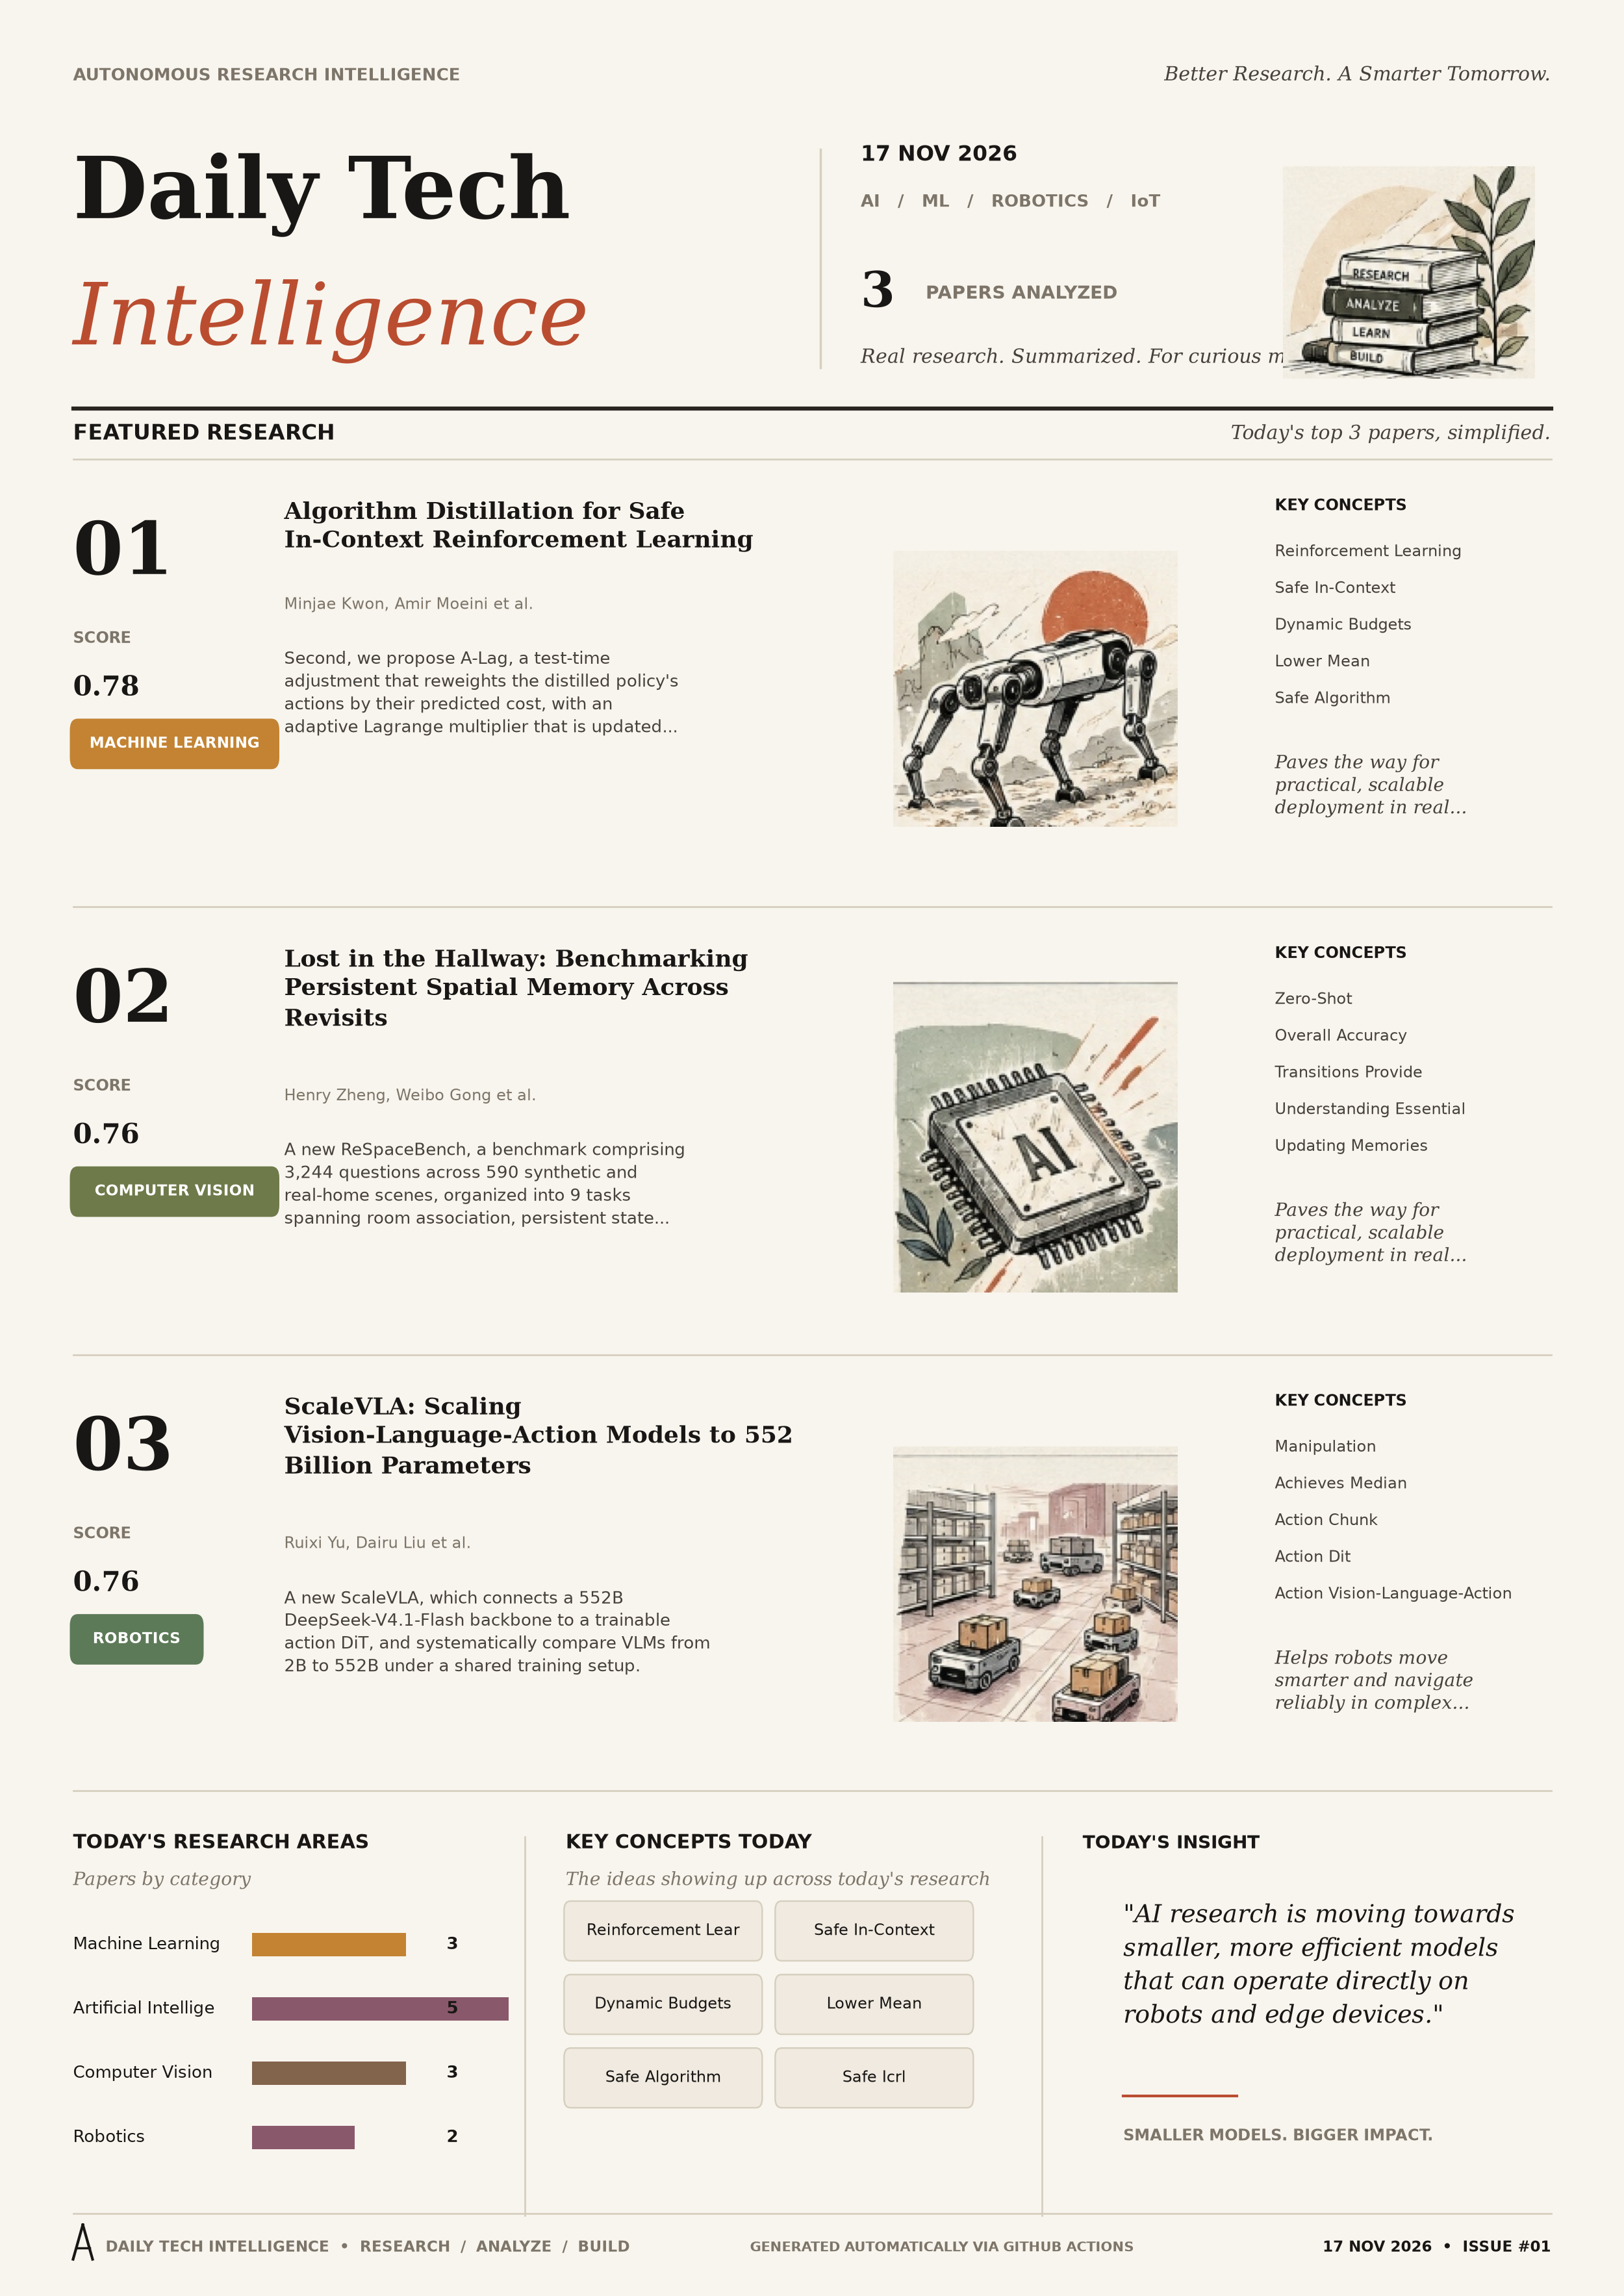 AUTONOMOUS RESEARCH INTELLIGENCE
Better Research. A Smarter Tomorrow.
Daily Tech
Intelligence
17 NOV 2026
AI / ML / ROBOTICS / IoT
3 PAPERS ANALYZED
Real research. Summarized. For curious m
RESEARCH
ANALYZE
LEARN
BUILD
FEATURED RESEARCH
Today's top 3 papers, simplified.
01
SCORE
0.78
MACHINE LEARNING
Algorithm Distillation for Safe
In-Context Reinforcement Learning
Minjae Kwon, Amir Moeini et al.
Second, we propose A-Lag, a test-time
adjustment that reweights the distilled policy's
actions by their predicted cost, with an
adaptive Lagrange multiplier that is updated...
KEY CONCEPTS
Reinforcement Learning
Safe In-Context
Dynamic Budgets
Lower Mean
Safe Algorithm
Paves the way for
practical, scalable
deployment in real...
02
SCORE
0.76
COMPUTER VISION
Lost in the Hallway: Benchmarking
Persistent Spatial Memory Across
Revisits
Henry Zheng, Weibo Gong et al.
A new ReSpaceBench, a benchmark comprising
3,244 questions across 590 synthetic and
real-home scenes, organized into 9 tasks
spanning room association, persistent state...
AI
KEY CONCEPTS
Zero-Shot
Overall Accuracy
Transitions Provide
Understanding Essential
Updating Memories
Paves the way for
practical, scalable
deployment in real...
03
SCORE
0.76
ROBOTICS
ScaleVLA: Scaling
Vision-Language-Action Models to 552
Billion Parameters
Ruixi Yu, Dairu Liu et al.
A new ScaleVLA, which connects a 552B
DeepSeek-V4.1-Flash backbone to a trainable
action DiT, and systematically compare VLMs from
2B to 552B under a shared training setup.
KEY CONCEPTS
Manipulation
Achieves Median
Action Chunk
Action Dit
Action Vision-Language-Action
Helps robots move
smarter and navigate
reliably in complex...
TODAY'S RESEARCH AREAS
Papers by category
Machine Learning 3
Artificial Intellige 5
Computer Vision 3
Robotics 2
KEY CONCEPTS TODAY
The ideas showing up across today's research
Reinforcement Lear
Safe In-Context
Dynamic Budgets
Lower Mean
Safe Algorithm
Safe Icrl
TODAY'S INSIGHT
"AI research is moving towards
smaller, more efficient models
that can operate directly on
robots and edge devices."
SMALLER MODELS. BIGGER IMPACT.
A DAILY TECH INTELLIGENCE • RESEARCH / ANALYZE / BUILD
GENERATED AUTOMATICALLY VIA GITHUB ACTIONS
17 NOV 2026 • ISSUE #01